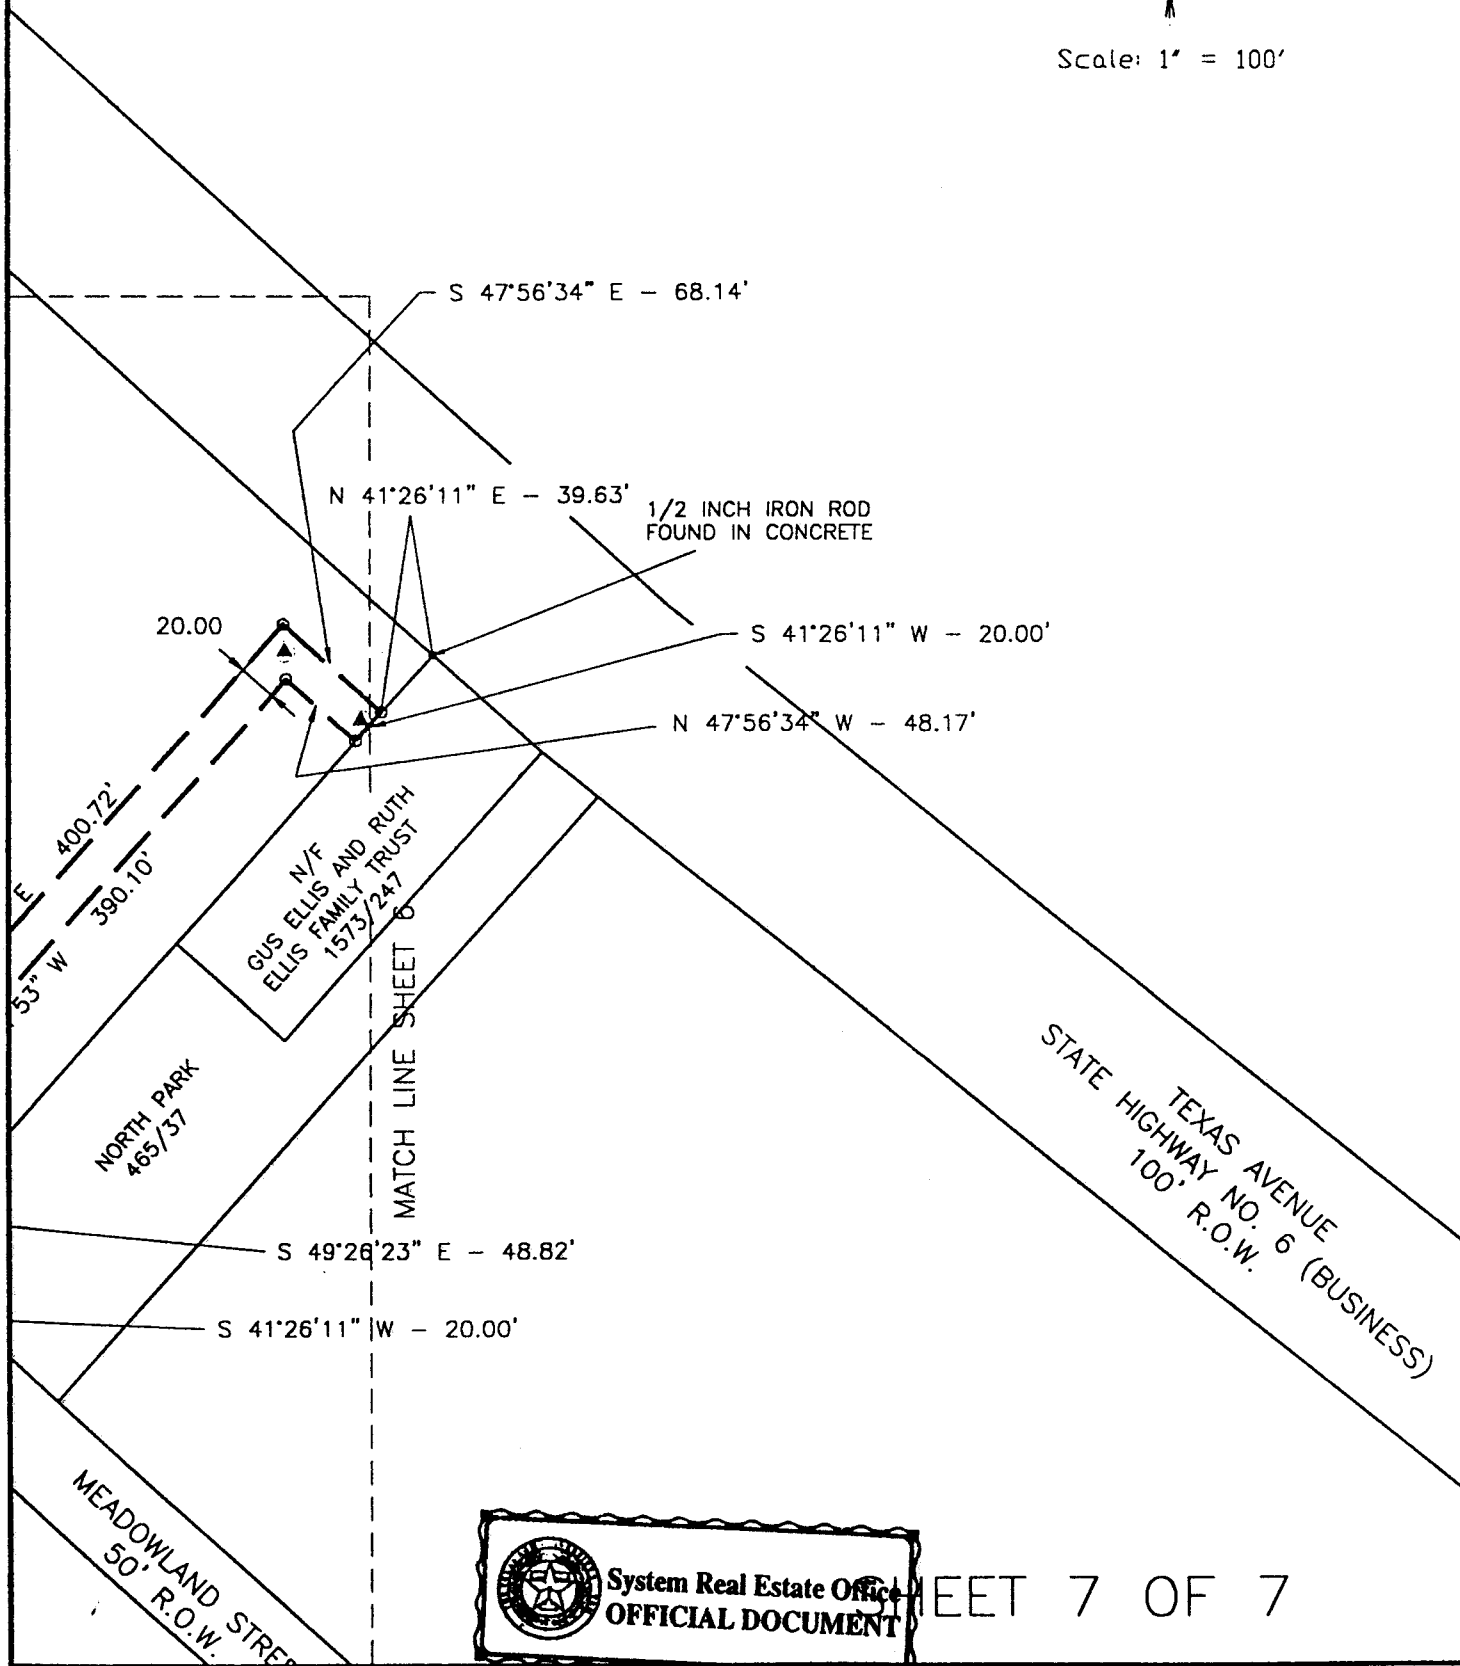 Scale: 1" = 100'
S 47°56'34" E – 68.14'
N 41°26'11" E – 39.63'
1/2 INCH IRON ROD
FOUND IN CONCRETE
20.00
S 41°26'11" W – 20.00'
N 47°56'34" W – 48.17'
E 400.72'
53" W 390.10'
N/F
GUS ELLIS AND RUTH
ELLIS FAMILY TRUST
1573/247
MATCH LINE SHEET 6
NORTH PARK
465/37
TEXAS AVENUE
STATE HIGHWAY NO. 6 (BUSINESS)
100' R.O.W.
S 49°26'23" E – 48.82'
S 41°26'11" W – 20.00'
MEADOWLAND STREE
50' R.O.W.
System Real Estate Office
OFFICIAL DOCUMENT
SHEET 7 OF 7